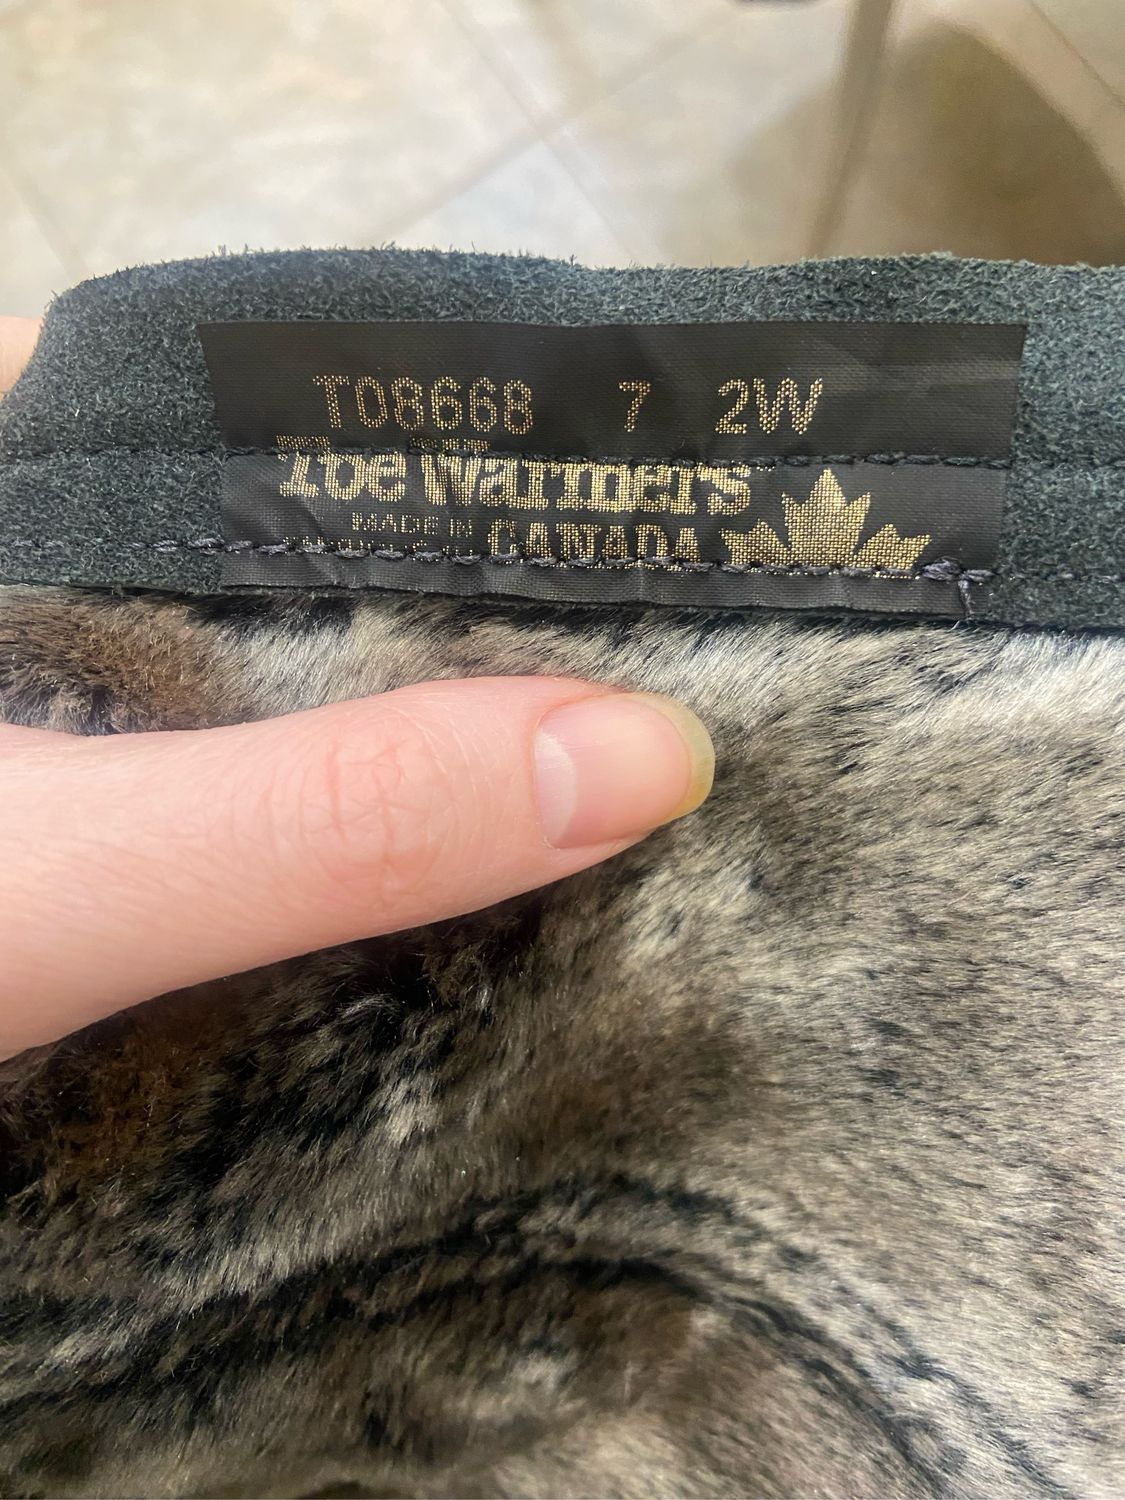 T08668 7 2W
Toe Warmers
MADE IN CANADA